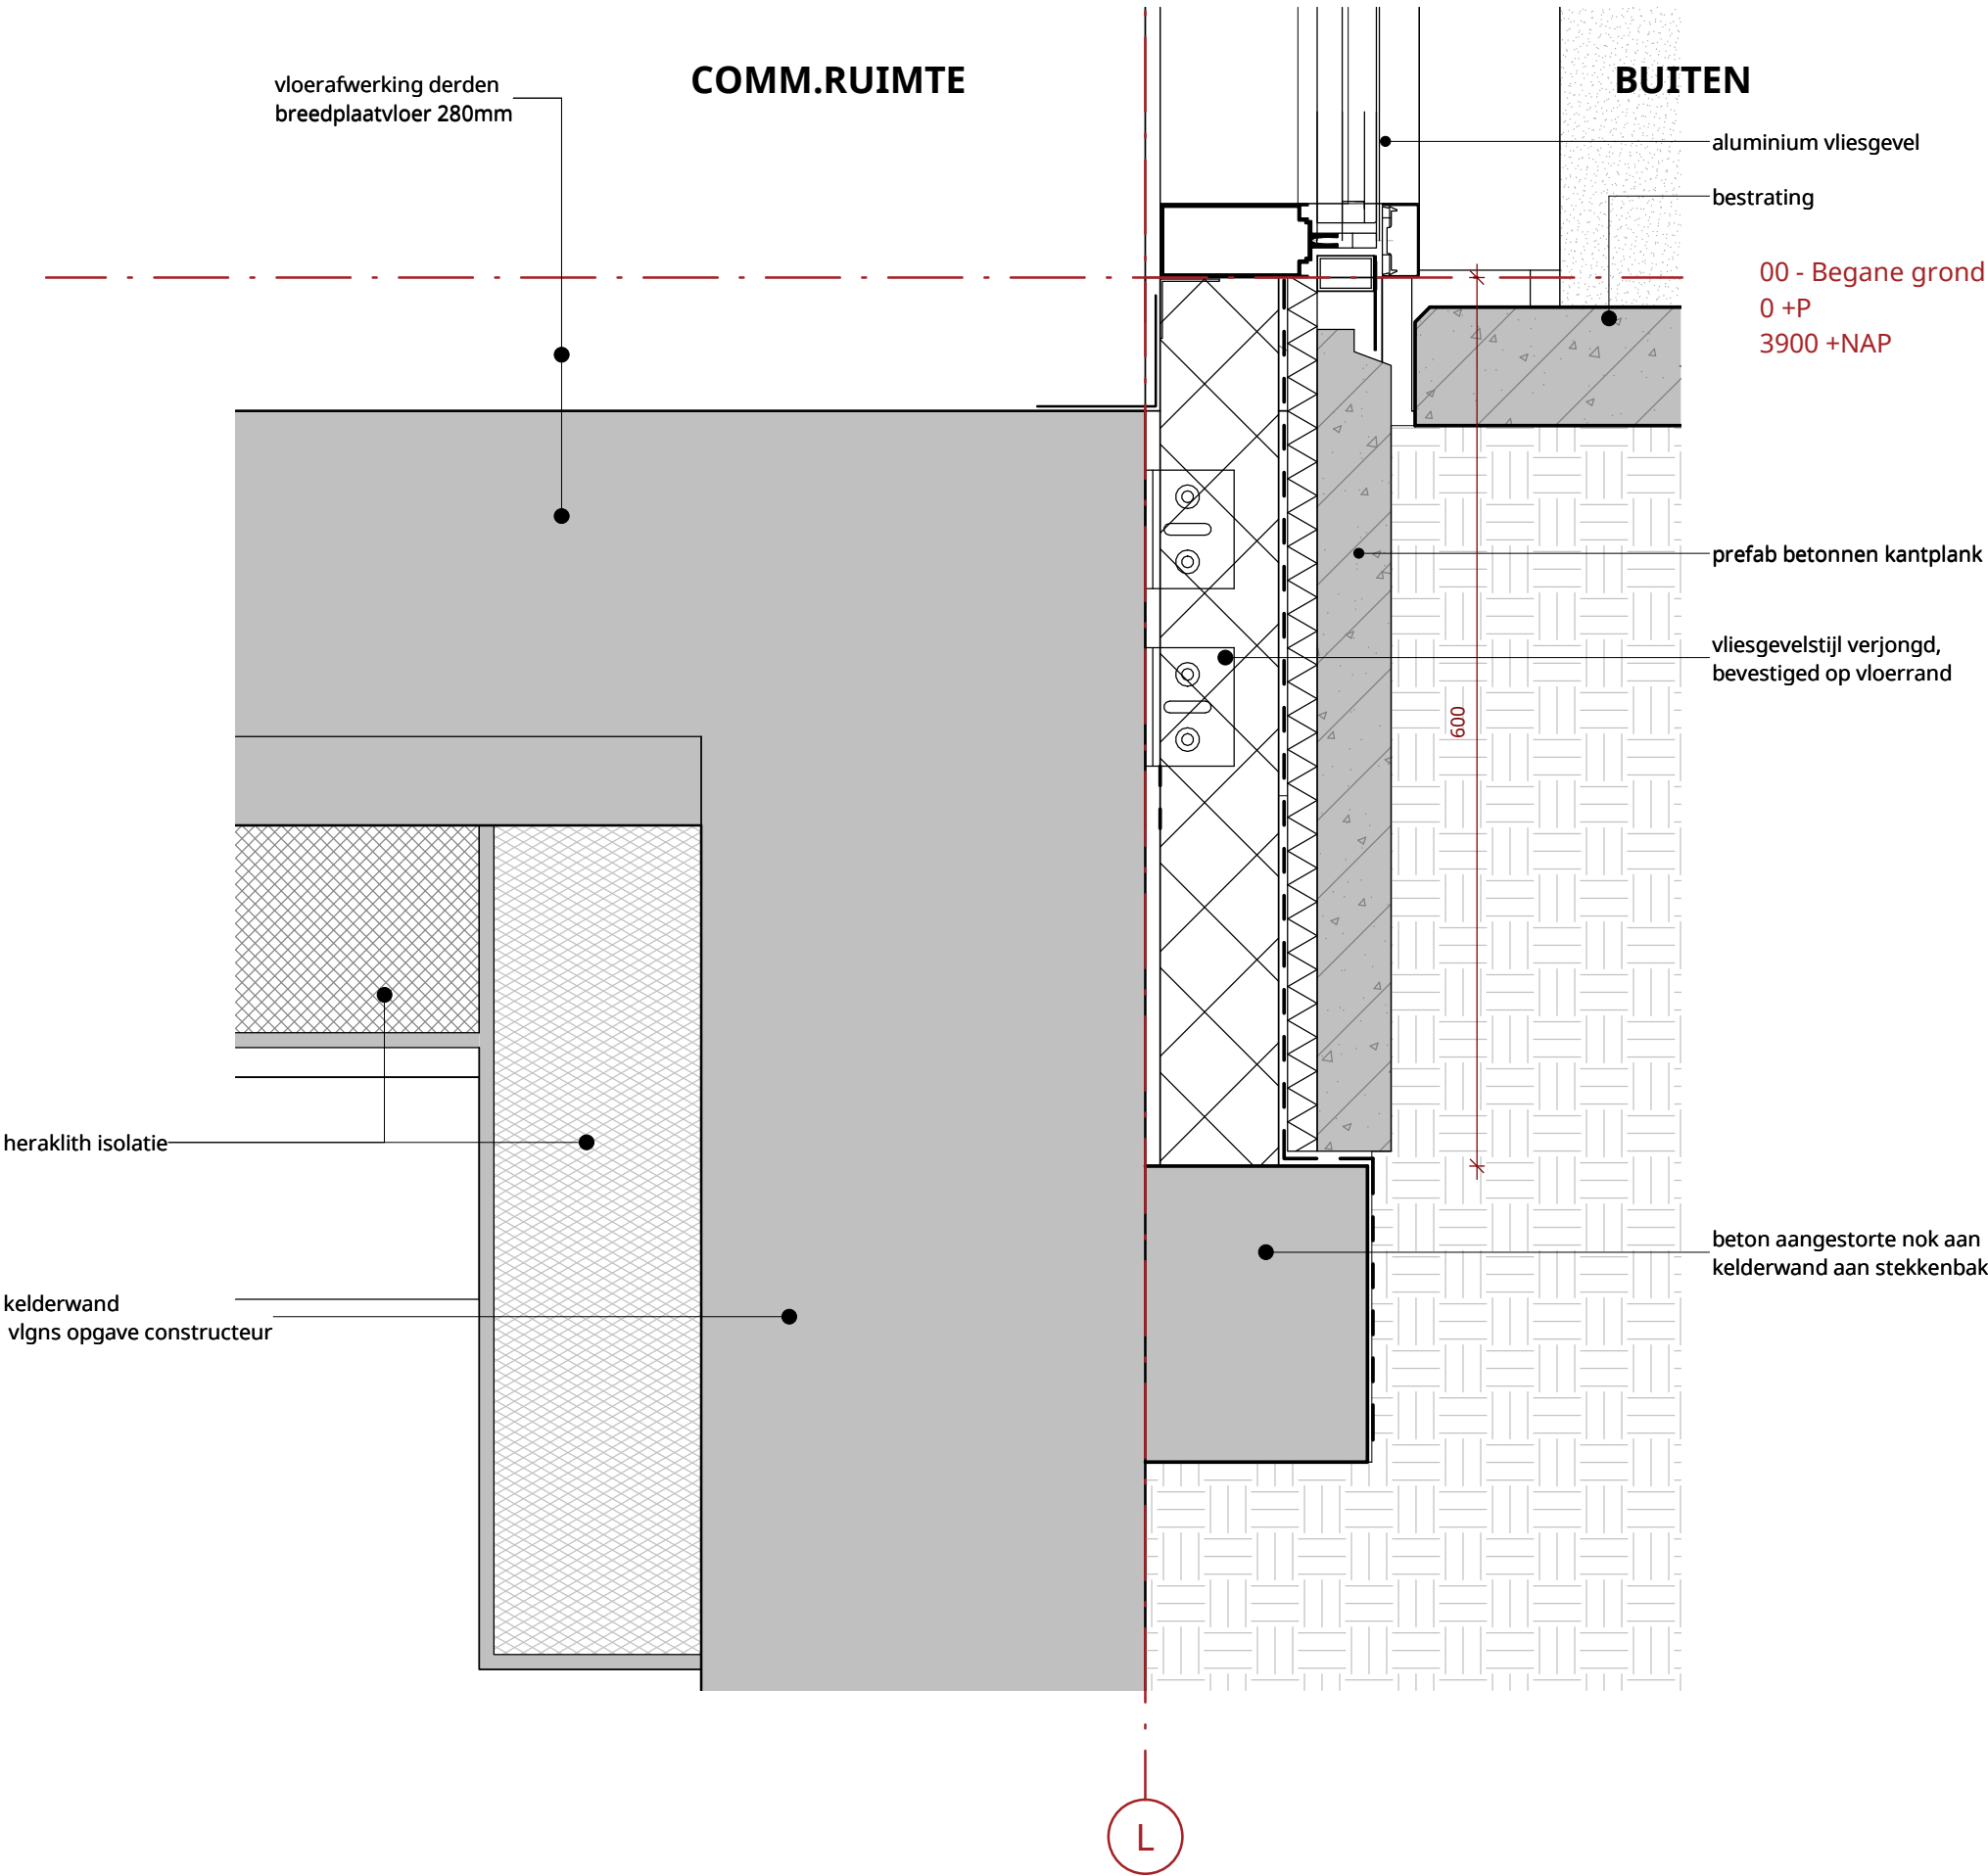 COMM.RUIMTE
BUITEN
vloerafwerking derden
breedplaatvloer 280mm
aluminium vliesgevel
bestrating
00 - Begane grond
0 +P
3900 +NAP
prefab betonnen kantplank
vliesgevelstijl verjongd,
bevestiged op vloerrand
600
heraklith isolatie
beton aangestorte nok aan
kelderwand aan stekkenbak
kelderwand
vlgns opgave constructeur
L